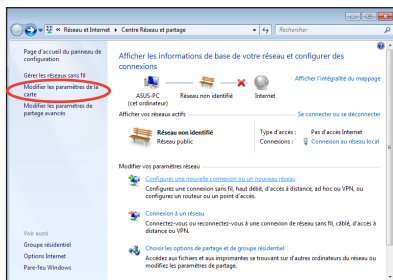 Réseau et Internet ▸ Centre Réseau et partage
Rechercher
Page d'accueil du panneau de
configuration
Gérer les réseaux sans fil
Modifier les paramètres de la
carte
Modifier les paramètres de
partage avancés
Voir aussi
Groupe résidentiel
Options Internet
Pare-feu Windows
Afficher les informations de base de votre réseau et configurer des
connexions
Afficher l'intégralité du mappage
ASUS-PC
(cet ordinateur)
Réseau non identifié
Internet
Afficher vos réseaux actifs
Se connecter ou se déconnecter
Réseau non identifié
Réseau public
Type d'accès : Pas d'accès Internet
Connexions : Connexion au réseau local
Modifier vos paramètres réseau
Configurer une nouvelle connexion ou un nouveau réseau
Configurez une connexion sans fil, haut débit, d'accès à distance, ad hoc ou VPN, ou
configurez un routeur ou un point d'accès.
Connexion à un réseau
Connectez-vous ou reconnectez-vous à une connexion de réseau sans fil, câblé, d'accès à
distance ou VPN.
Choisir les options de partage et de groupe résidentiel
Accédez aux fichiers et aux imprimantes se trouvant sur d'autres ordinateurs du réseau ou
modifiez les paramètres de partage.